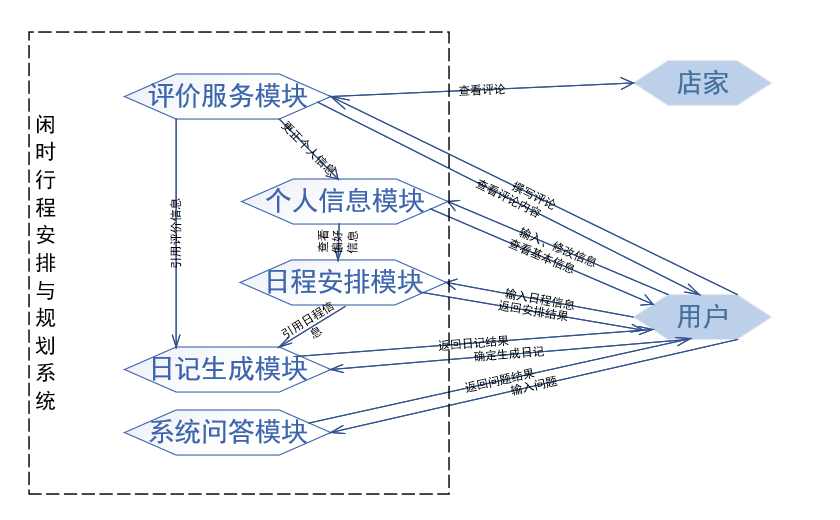 闲时行程安排与规划系统
评价服务模块
店家
查看评论
更正个人信息
个人信息模块
撰写评论
查看评论内容
引用评价信息
查看
偏好
信息
输入、修改信息
查看基本信息
日程安排模块
输入日程信息
返回安排结果
用户
引用日程信
息
日记生成模块
返回日记结果
确定生成日记
系统问答模块
返回问题结果
输入问题